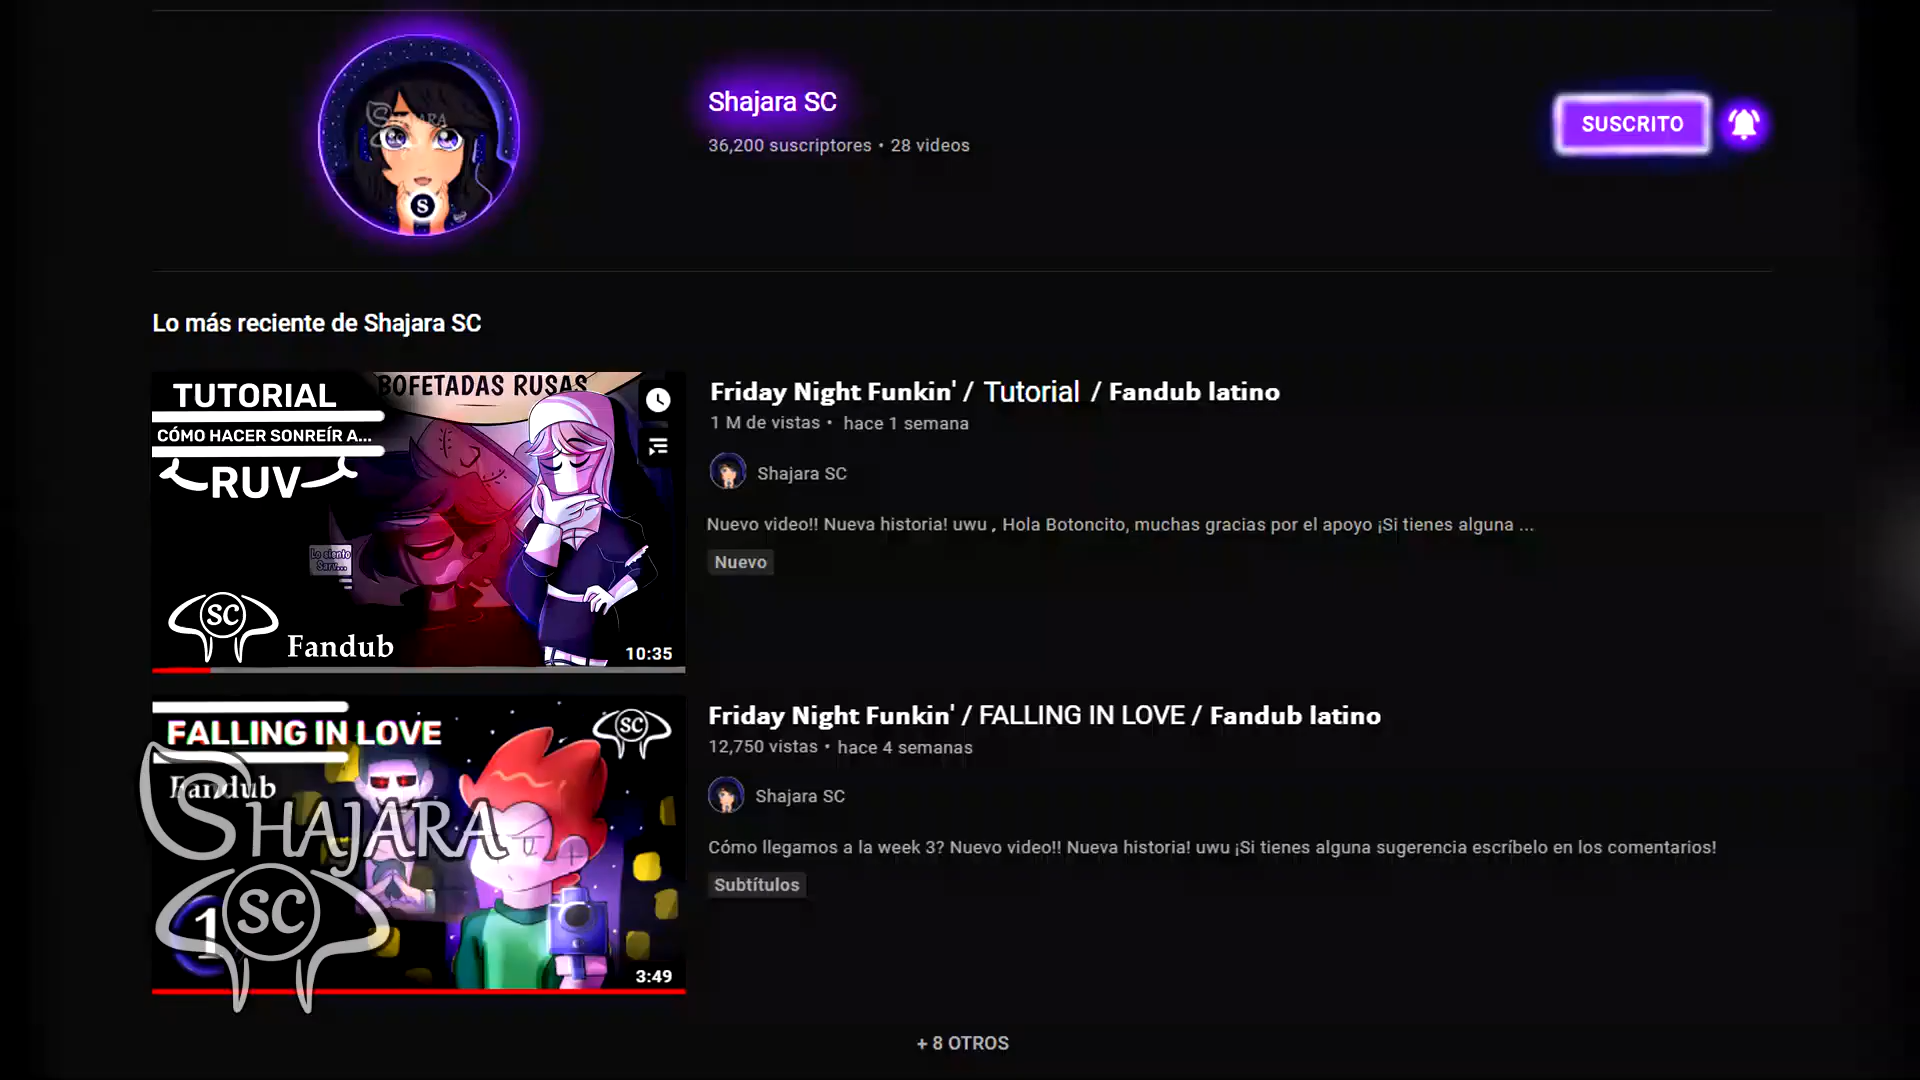 SHAJARA
S
Shajara SC
36,200 suscriptores • 28 videos
SUSCRITO
Lo más reciente de Shajara SC
TUTORIAL
CÓMO HACER SONREÍR A...
RUV
BOFETADAS RUSAS
Lo siento
Sarv...
SC
Fandub
10:35
Friday Night Funkin' / Tutorial / Fandub latino
1 M de vistas • hace 1 semana
Shajara SC
Nuevo video!! Nueva historia! uwu , Hola Botoncito, muchas gracias por el apoyo ¡Si tienes alguna ...
Nuevo
FALLING IN LOVE
Fandub
SC
SHAJARA
SC
1
3:49
Friday Night Funkin' / FALLING IN LOVE / Fandub latino
12,750 vistas • hace 4 semanas
Shajara SC
Cómo llegamos a la week 3? Nuevo video!! Nueva historia! uwu ¡Si tienes alguna sugerencia escríbelo en los comentarios!
Subtítulos
+ 8 OTROS